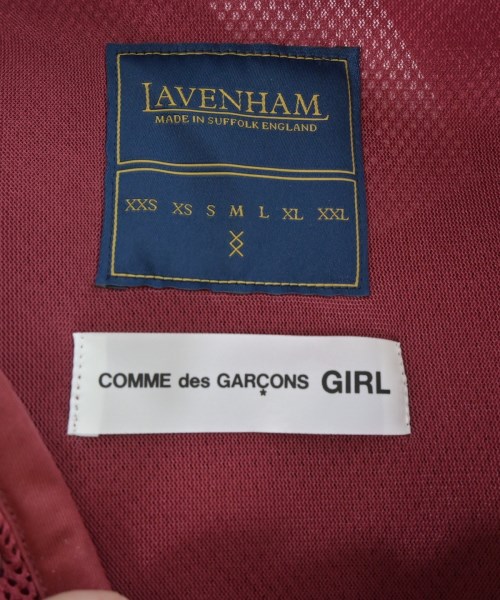 LAVENHAM
MADE IN SUFFOLK ENGLAND
XXS XS S M L XL XXL
COMME des GARÇONS GIRL